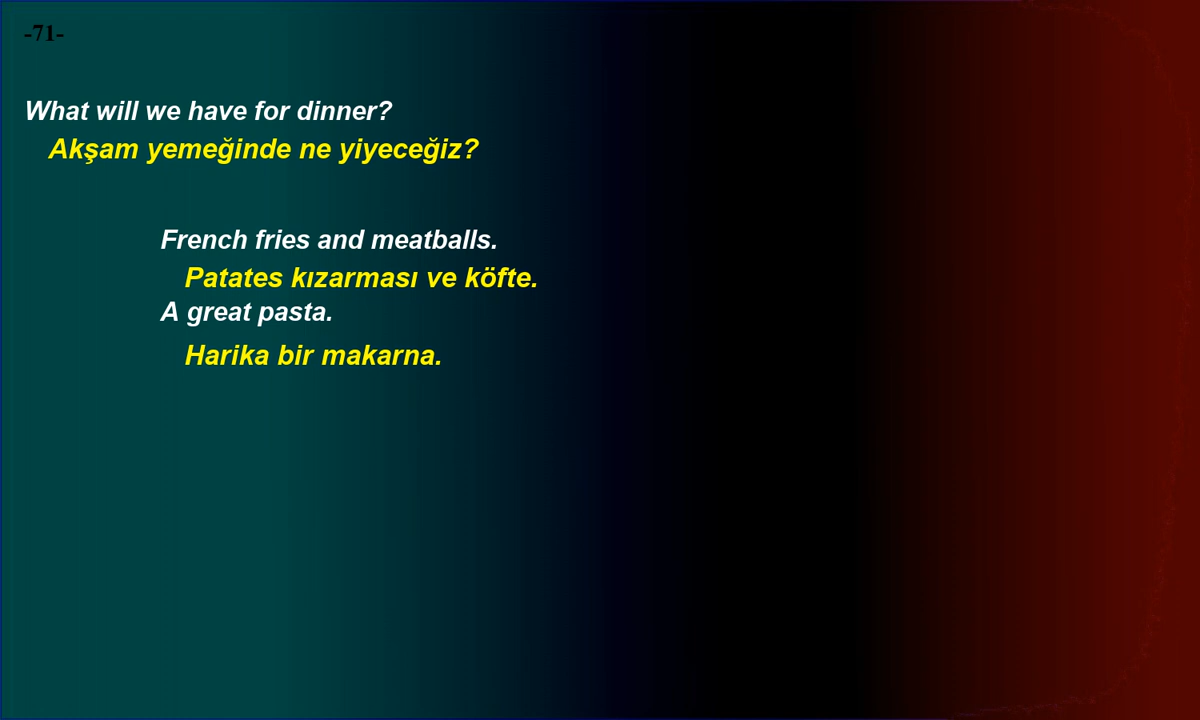 -71-
What will we have for dinner?
Akşam yemeğinde ne yiyeceğiz?
French fries and meatballs.
Patates kızarması ve köfte.
A great pasta.
Harika bir makarna.